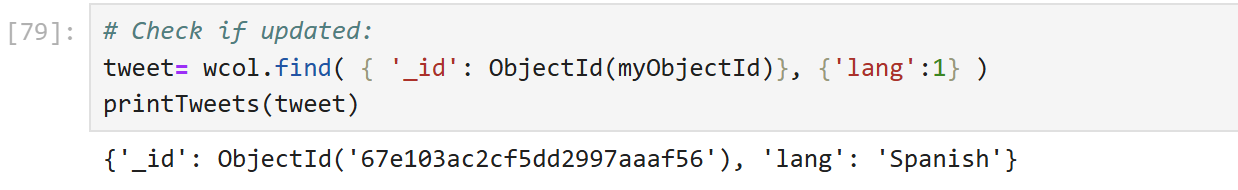 [79]: # Check if updated:
tweet= wcol.find( { '_id': ObjectId(myObjectId)}, {'lang':1} )
printTweets(tweet)
{'_id': ObjectId('67e103ac2cf5dd2997aaaf56'), 'lang': 'Spanish'}